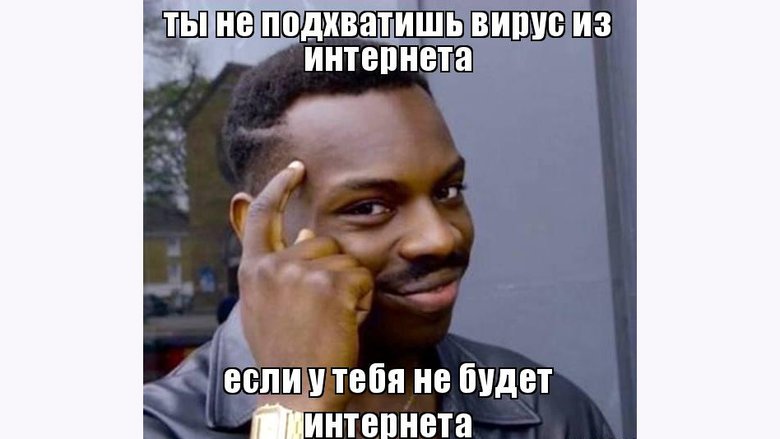 ты не подхватишь вирус из
интернета
если у тебя не будет
интернета